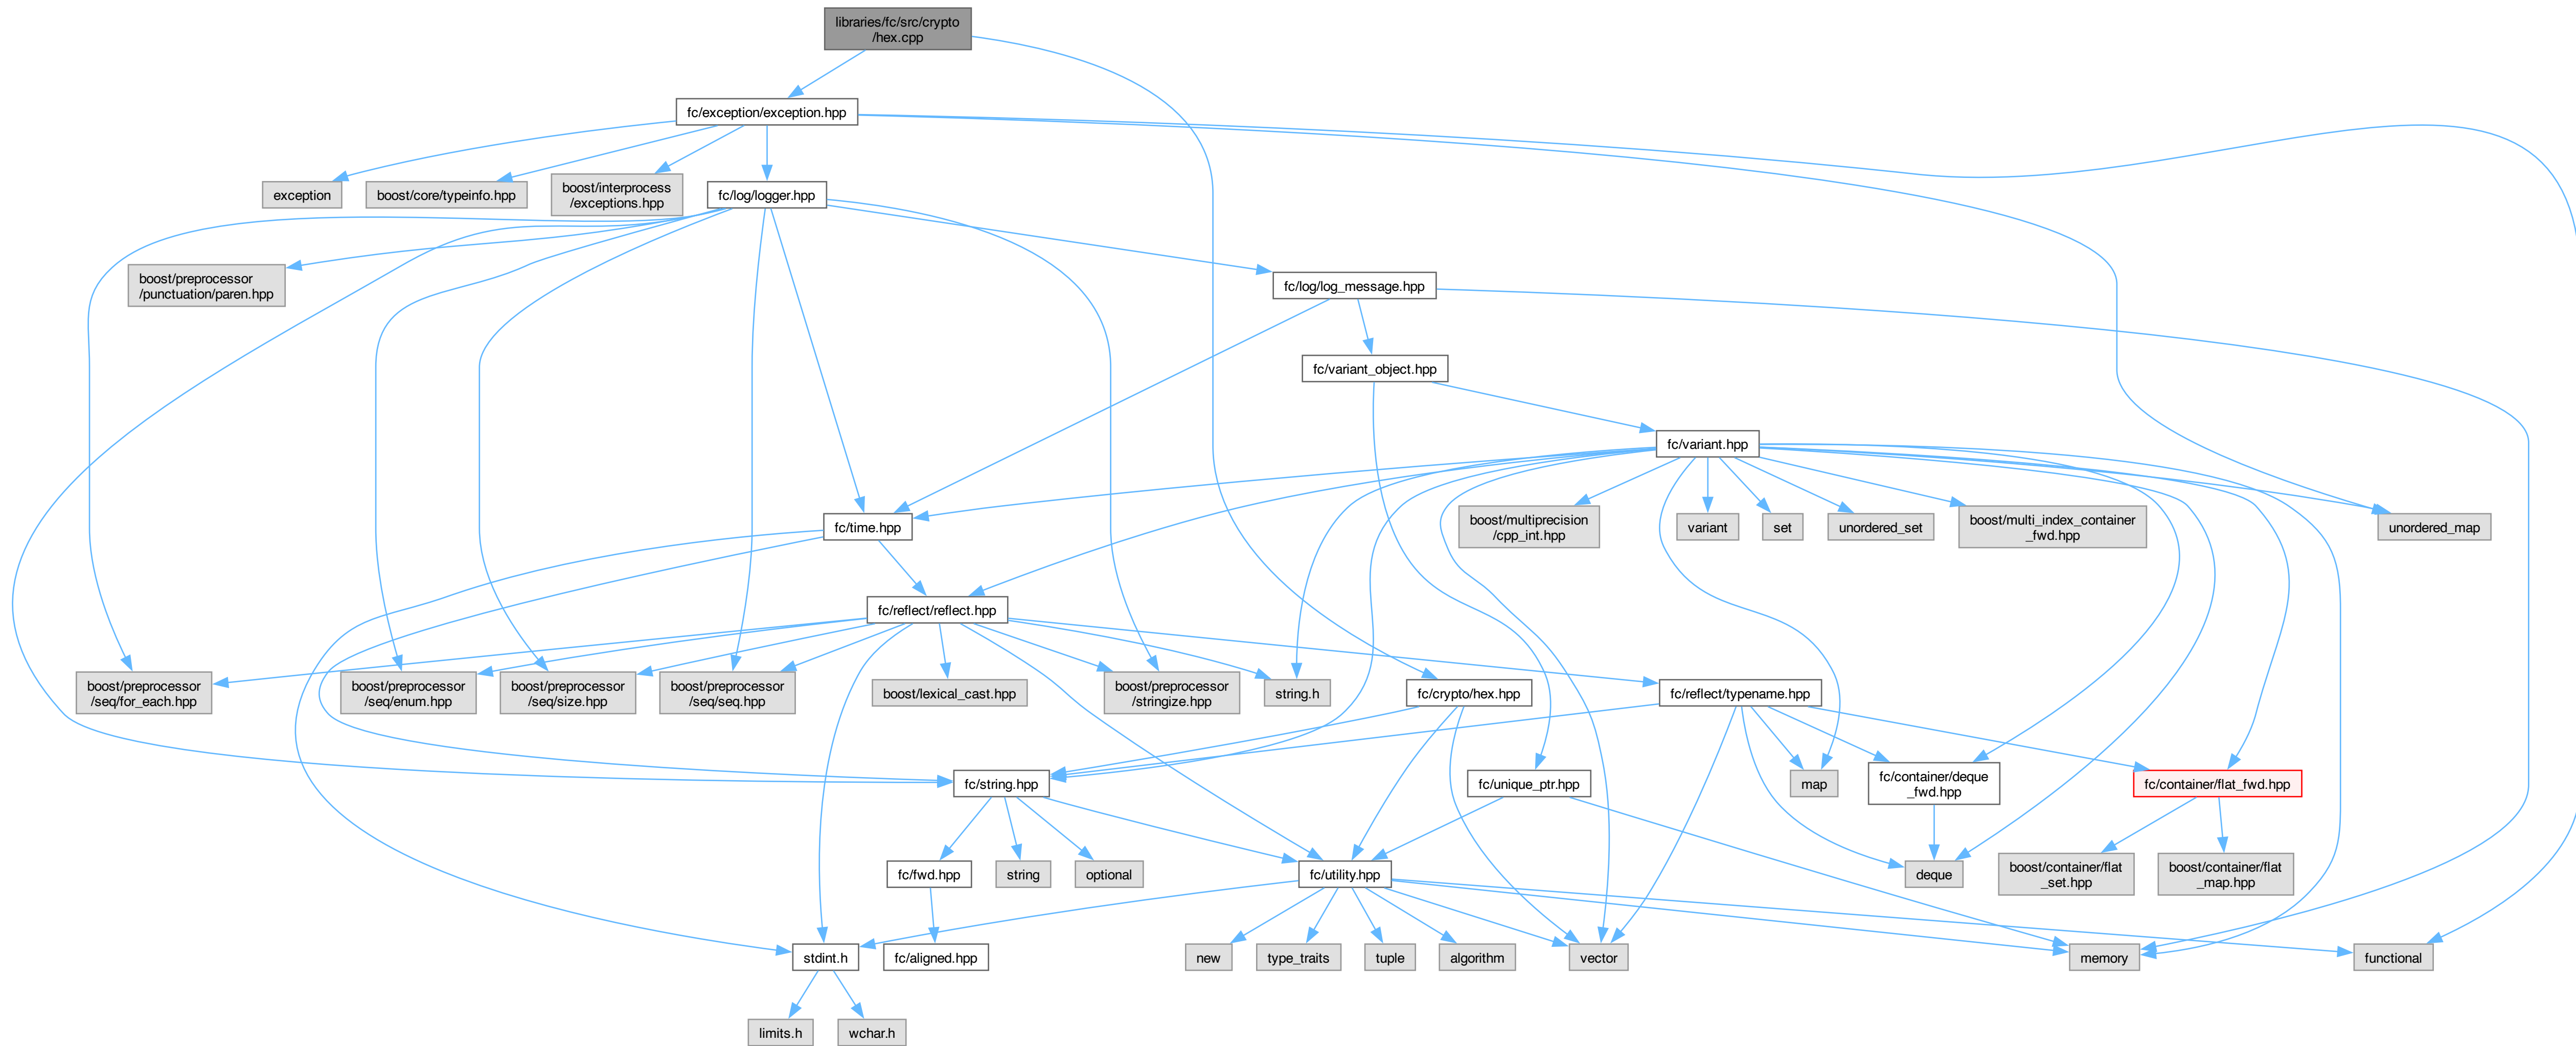 libraries/fc/src/crypto
/hex.cpp
fc/exception/exception.hpp
exception
boost/core/typeinfo.hpp
boost/interprocess
/exceptions.hpp
fc/log/logger.hpp
boost/preprocessor
/punctuation/paren.hpp
fc/log/log_message.hpp
fc/variant_object.hpp
fc/variant.hpp
fc/time.hpp
boost/multiprecision
/cpp_int.hpp
variant
set
unordered_set
boost/multi_index_container
_fwd.hpp
unordered_map
fc/reflect/reflect.hpp
boost/preprocessor
/seq/for_each.hpp
boost/preprocessor
/seq/enum.hpp
boost/preprocessor
/seq/size.hpp
boost/preprocessor
/seq/seq.hpp
boost/lexical_cast.hpp
boost/preprocessor
/stringize.hpp
string.h
fc/crypto/hex.hpp
fc/reflect/typename.hpp
fc/string.hpp
fc/unique_ptr.hpp
map
fc/container/deque
_fwd.hpp
fc/container/flat_fwd.hpp
fc/fwd.hpp
string
optional
fc/utility.hpp
deque
boost/container/flat
_set.hpp
boost/container/flat
_map.hpp
stdint.h
fc/aligned.hpp
new
type_traits
tuple
algorithm
vector
memory
functional
limits.h
wchar.h